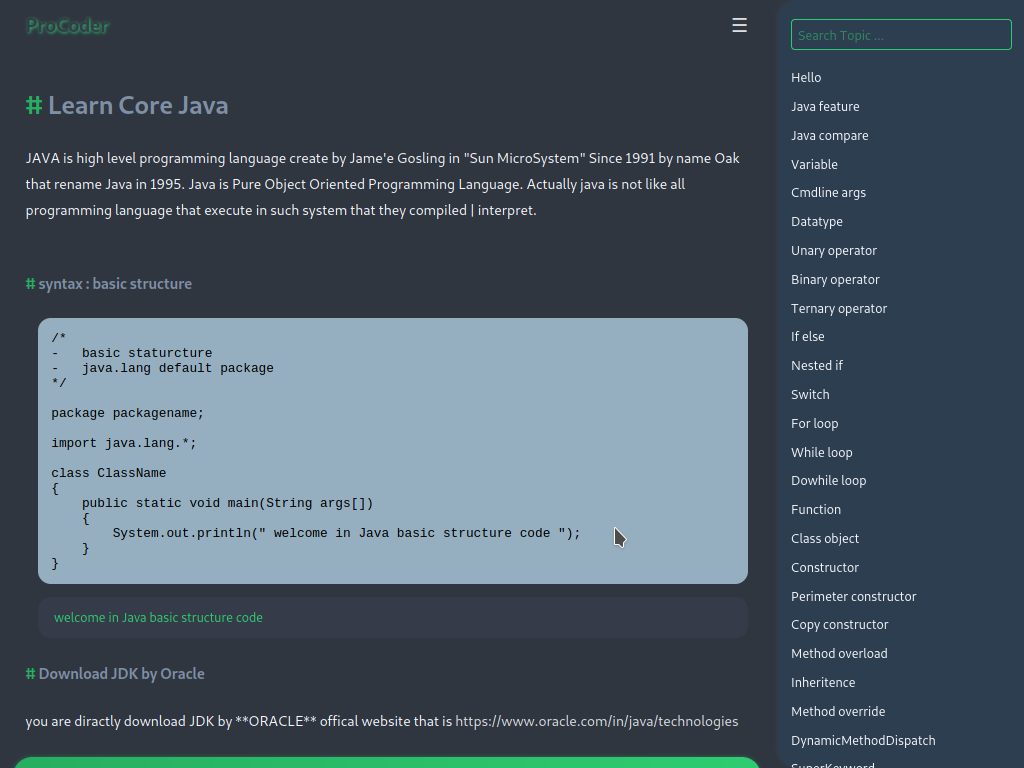 ProCoder
☰
# Learn Core Java
JAVA is high level programming language create by Jame'e Gosling in "Sun MicroSystem" Since 1991 by name Oak
that rename Java in 1995. Java is Pure Object Oriented Programming Language. Actually java is not like all
programming language that execute in such system that they compiled | interpret.
# syntax : basic structure
/*
-   basic staturcture
-   java.lang default package
*/
package packagename;
import java.lang.*;
class ClassName
{
    public static void main(String args[])
    {
        System.out.println(" welcome in Java basic structure code ");
    }
}
welcome in Java basic structure code
# Download JDK by Oracle
you are diractly download JDK by **ORACLE** offical website that is https://www.oracle.com/in/java/technologies
Search Topic ...
Hello
Java feature
Java compare
Variable
Cmdline args
Datatype
Unary operator
Binary operator
Ternary operator
If else
Nested if
Switch
For loop
While loop
Dowhile loop
Function
Class object
Constructor
Perimeter constructor
Copy constructor
Method overload
Inheritence
Method override
DynamicMethodDispatch
SuperKeyword